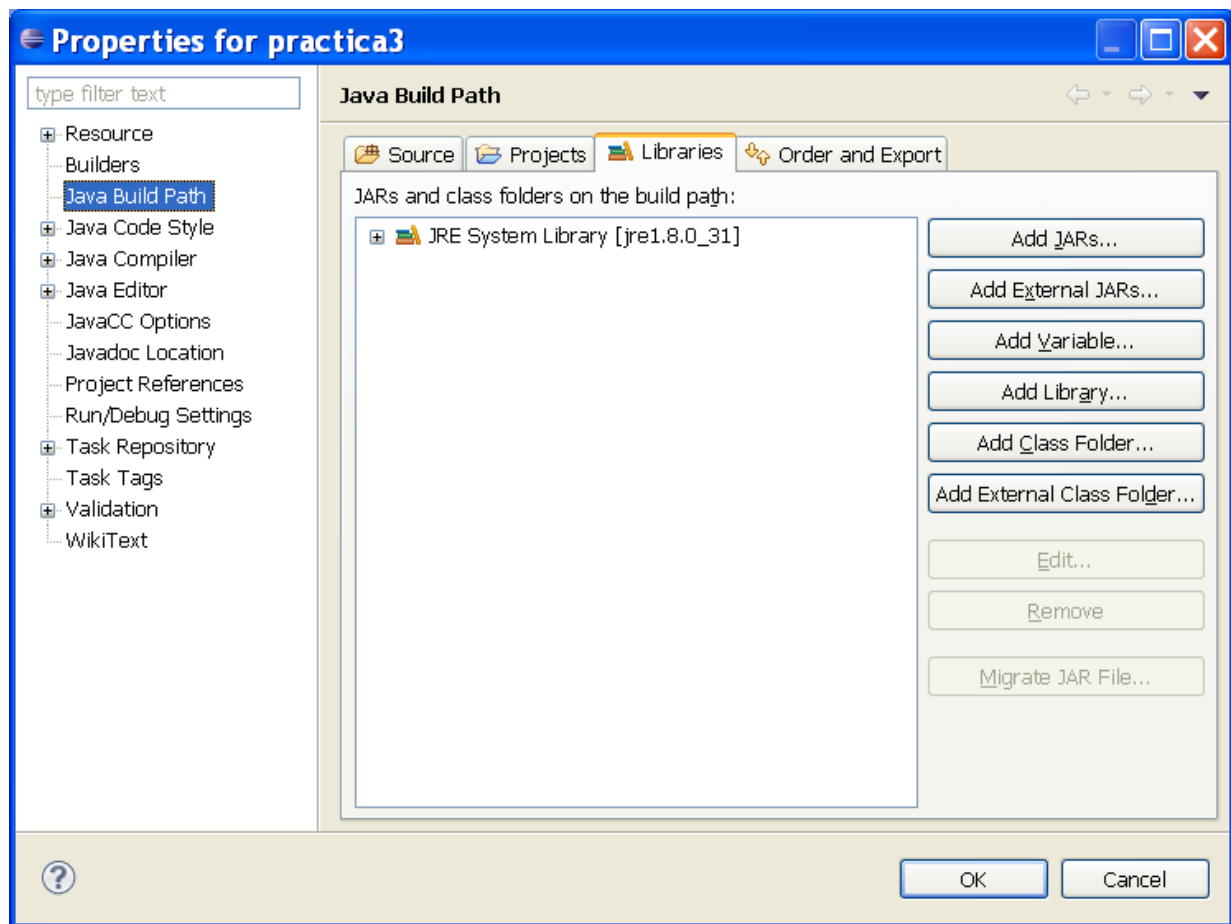 Properties for practica3
type filter text
Resource
Builders
Java Build Path
Java Code Style
Java Compiler
Java Editor
JavaCC Options
Javadoc Location
Project References
Run/Debug Settings
Task Repository
Task Tags
Validation
WikiText
Java Build Path
Source
Projects
Libraries
Order and Export
JARs and class folders on the build path:
JRE System Library [jre1.8.0_31]
Add JARs...
Add External JARs...
Add Variable...
Add Library...
Add Class Folder...
Add External Class Folder...
Edit...
Remove
Migrate JAR File...
?
OK
Cancel